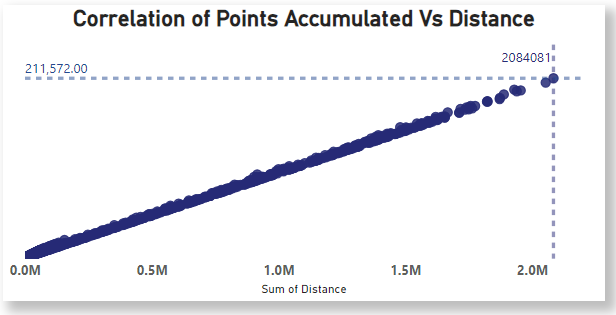 Correlation of Points Accumulated Vs Distance
2084081
211,572.00
0.0M 0.5M 1.0M 1.5M 2.0M
Sum of Distance